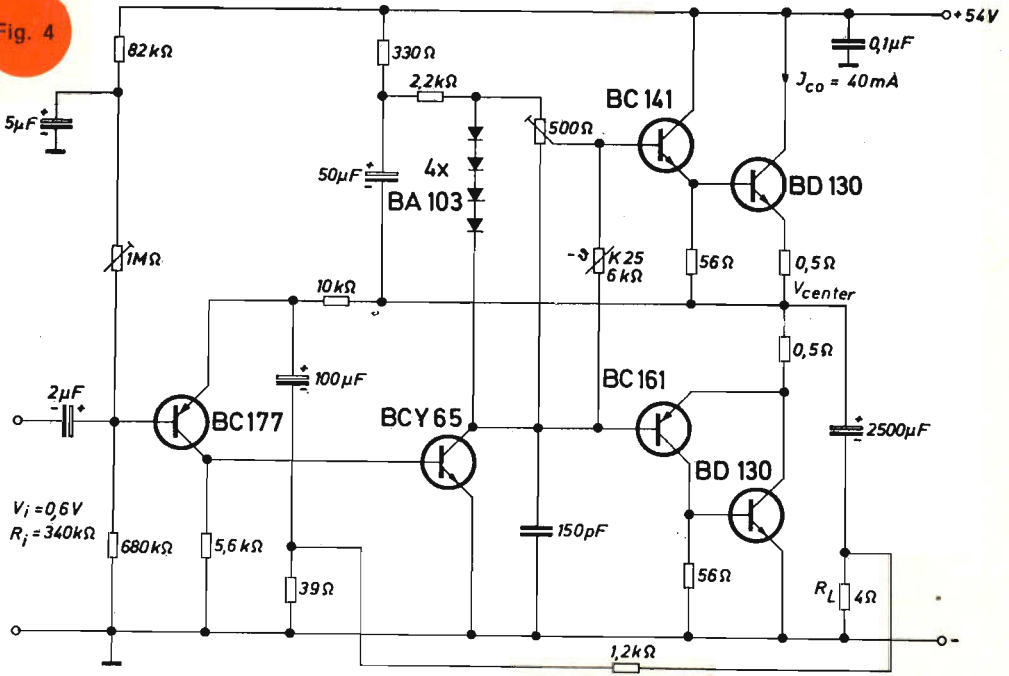 Fig. 4
+54V
82kΩ
330Ω
0,1µF
2,2kΩ
J_co = 40mA
BC 141
5µF
500Ω
50µF
4x
BA 103
BD 130
1MΩ
-ϑ
K25
6kΩ
56Ω
0,5Ω
V_center
10kΩ
0,5Ω
100µF
BC 161
2µF
BC177
BCY 65
2500µF
BD 130
V_i = 0,6V
R_i = 340kΩ
680kΩ
5,6kΩ
150pF
39Ω
56Ω
R_L
4Ω
1,2kΩ